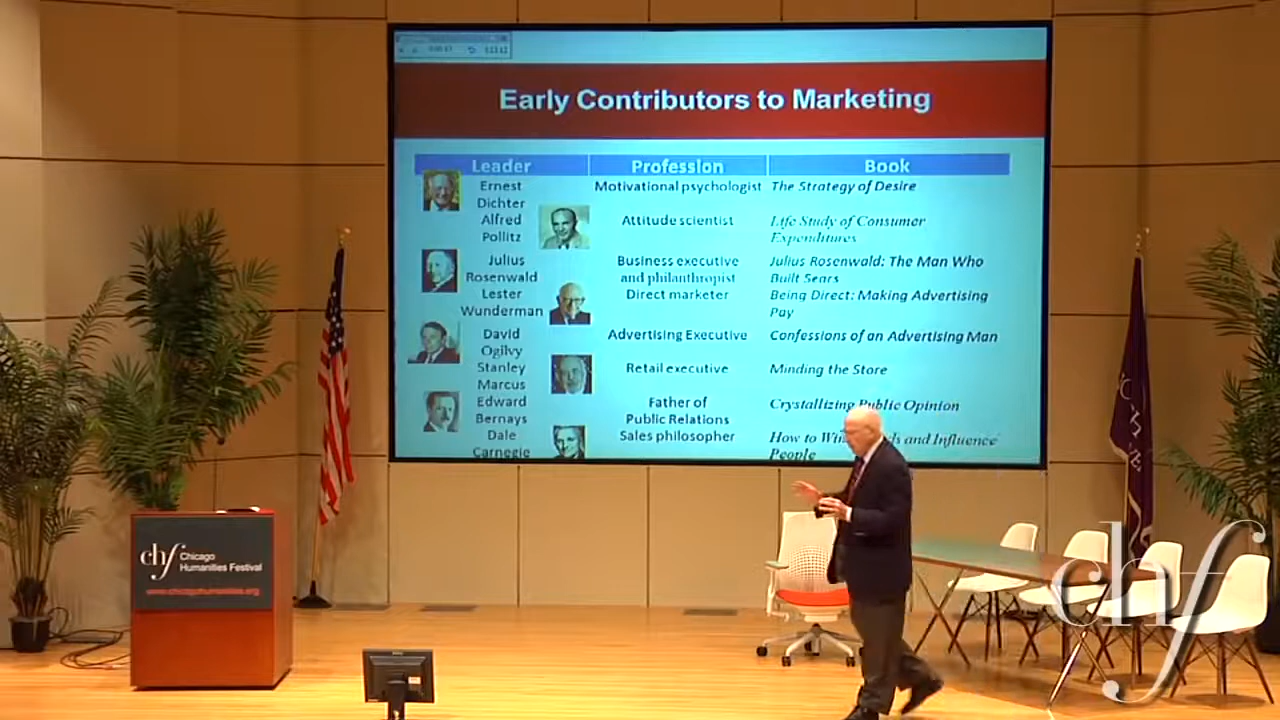 Early Contributors to Marketing
Leader Profession Book
Ernest Motivational psychologist The Strategy of Desire
Dichter
Alfred Attitude scientist Life Study of Consumer
Pollitz Expenditures
Julius Business executive Julius Rosenwald: The Man Who
Rosenwald and philanthropist Built Sears
Lester Direct marketer Being Direct: Making Advertising
Wunderman Pay
David Advertising Executive Confessions of an Advertising Man
Ogilvy
Stanley Retail executive Minding the Store
Marcus
Edward Father of Crystallizing Public Opinion
Bernays Public Relations
Dale Sales philosopher How to Win and Influence
Carnegie People
chf Chicago
Humanities Festival
www.chicagohumanities.org
chf